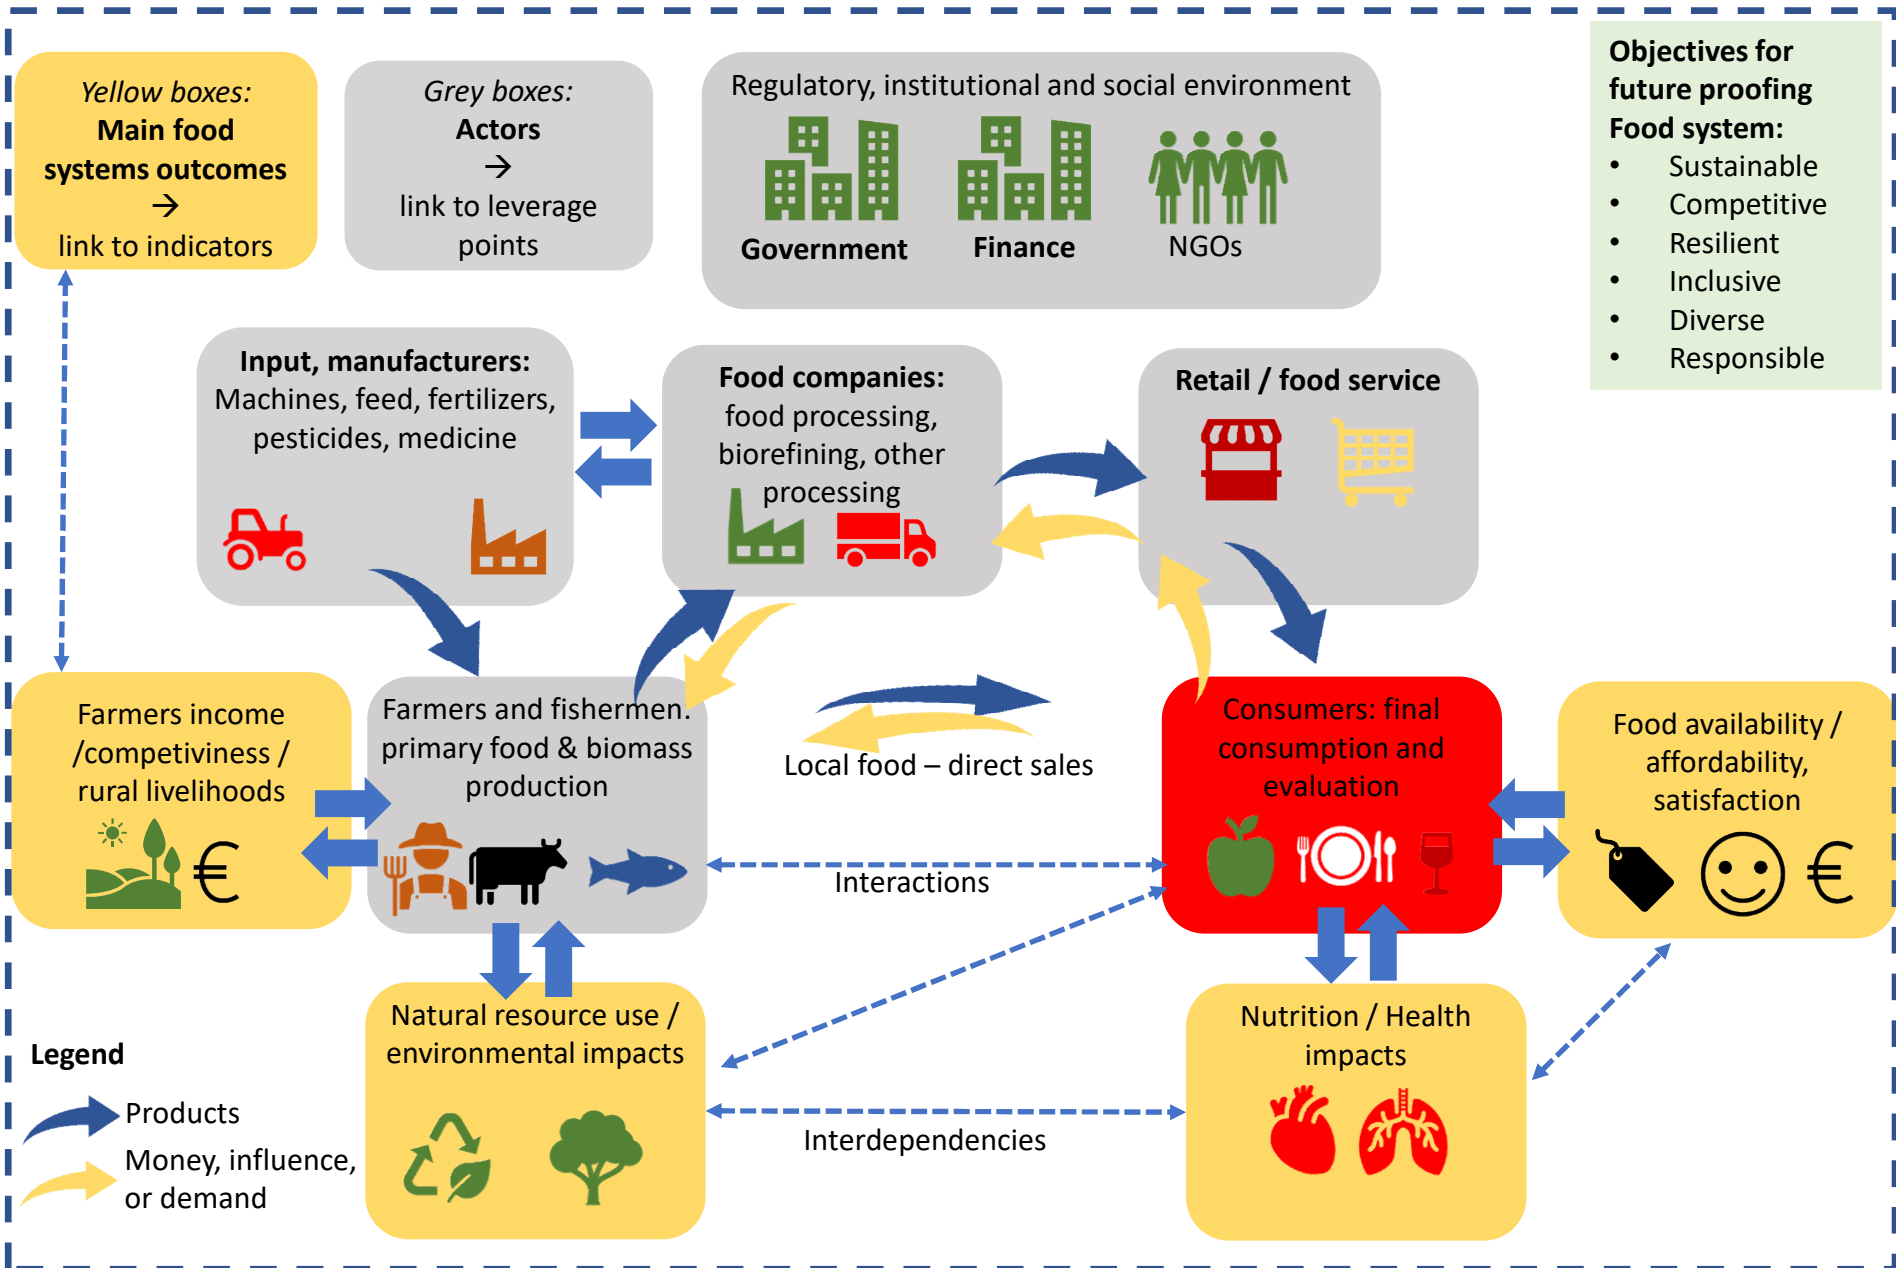 Yellow boxes:
Main food
systems outcomes
→
link to indicators
Grey boxes:
Actors
→
link to leverage
points
Regulatory, institutional and social environment
Government
Finance
NGOs
Objectives for
future proofing
Food system:
• Sustainable
• Competitive
• Resilient
• Inclusive
• Diverse
• Responsible
Input, manufacturers:
Machines, feed, fertilizers,
pesticides, medicine
Food companies:
food processing,
biorefining, other
processing
Retail / food service
Farmers income
/competiviness /
rural livelihoods
€
Farmers and fishermen:
primary food & biomass
production
Local food – direct sales
Consumers: final
consumption and
evaluation
Food availability /
affordability,
satisfaction
€
Interactions
Natural resource use /
environmental impacts
Nutrition / Health
impacts
Interdependencies
Legend
Products
Money, influence,
or demand